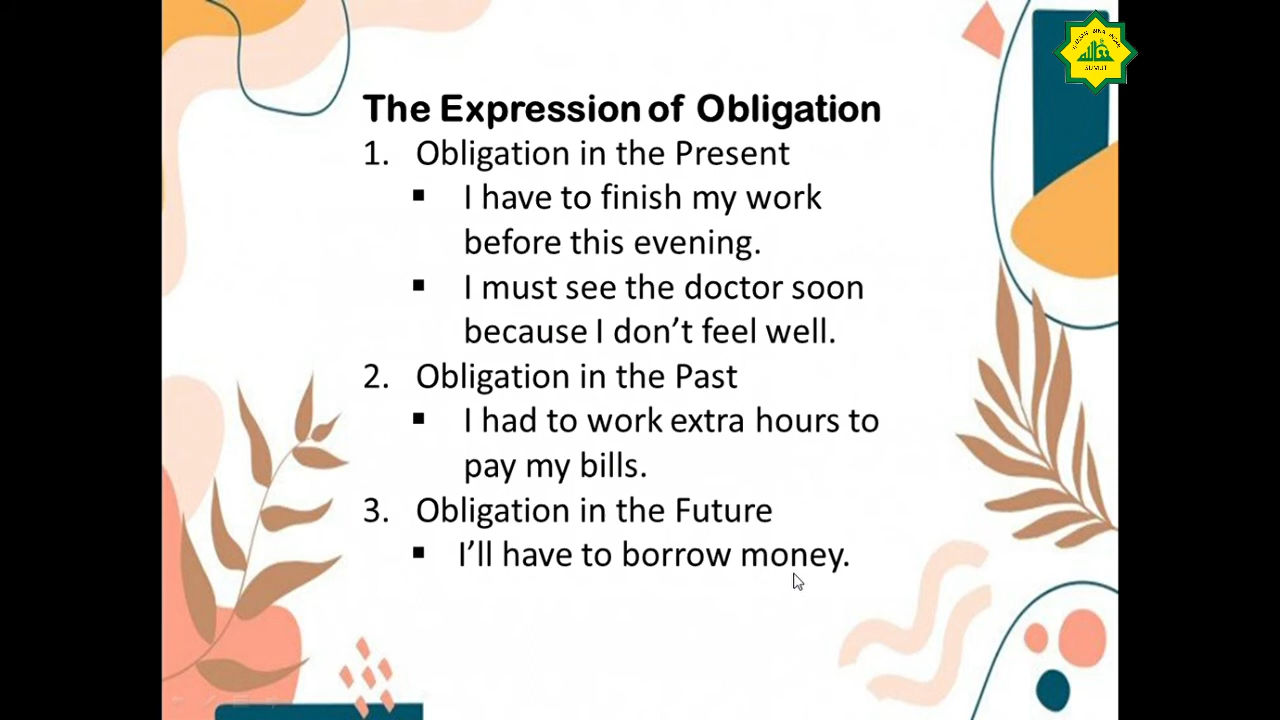 The Expression of Obligation
1. Obligation in the Present
▪ I have to finish my work
before this evening.
▪ I must see the doctor soon
because I don't feel well.
2. Obligation in the Past
▪ I had to work extra hours to
pay my bills.
3. Obligation in the Future
▪ I'll have to borrow money.